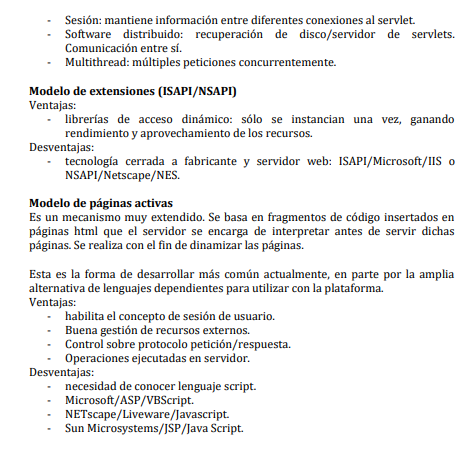 - Sesión: mantiene información entre diferentes conexiones al servlet.
- Software distribuido: recuperación de disco/servidor de servlets.
Comunicación entre sí.
- Multithread: múltiples peticiones concurrentemente.
Modelo de extensiones (ISAPI/NSAPI)
Ventajas:
- librerías de acceso dinámico: sólo se instancian una vez, ganando
rendimiento y aprovechamiento de los recursos.
Desventajas:
- tecnología cerrada a fabricante y servidor web: ISAPI/Microsoft/IIS o
NSAPI/Netscape/NES.
Modelo de páginas activas
Es un mecanismo muy extendido. Se basa en fragmentos de código insertados en
páginas html que el servidor se encarga de interpretar antes de servir dichas
páginas. Se realiza con el fin de dinamizar las páginas.
Esta es la forma de desarrollar más común actualmente, en parte por la amplia
alternativa de lenguajes dependientes para utilizar con la plataforma.
Ventajas:
- habilita el concepto de sesión de usuario.
- Buena gestión de recursos externos.
- Control sobre protocolo petición/respuesta.
- Operaciones ejecutadas en servidor.
Desventajas:
- necesidad de conocer lenguaje script.
- Microsoft/ASP/VBScript.
- NETscape/Liveware/Javascript.
- Sun Microsystems/JSP/Java Script.